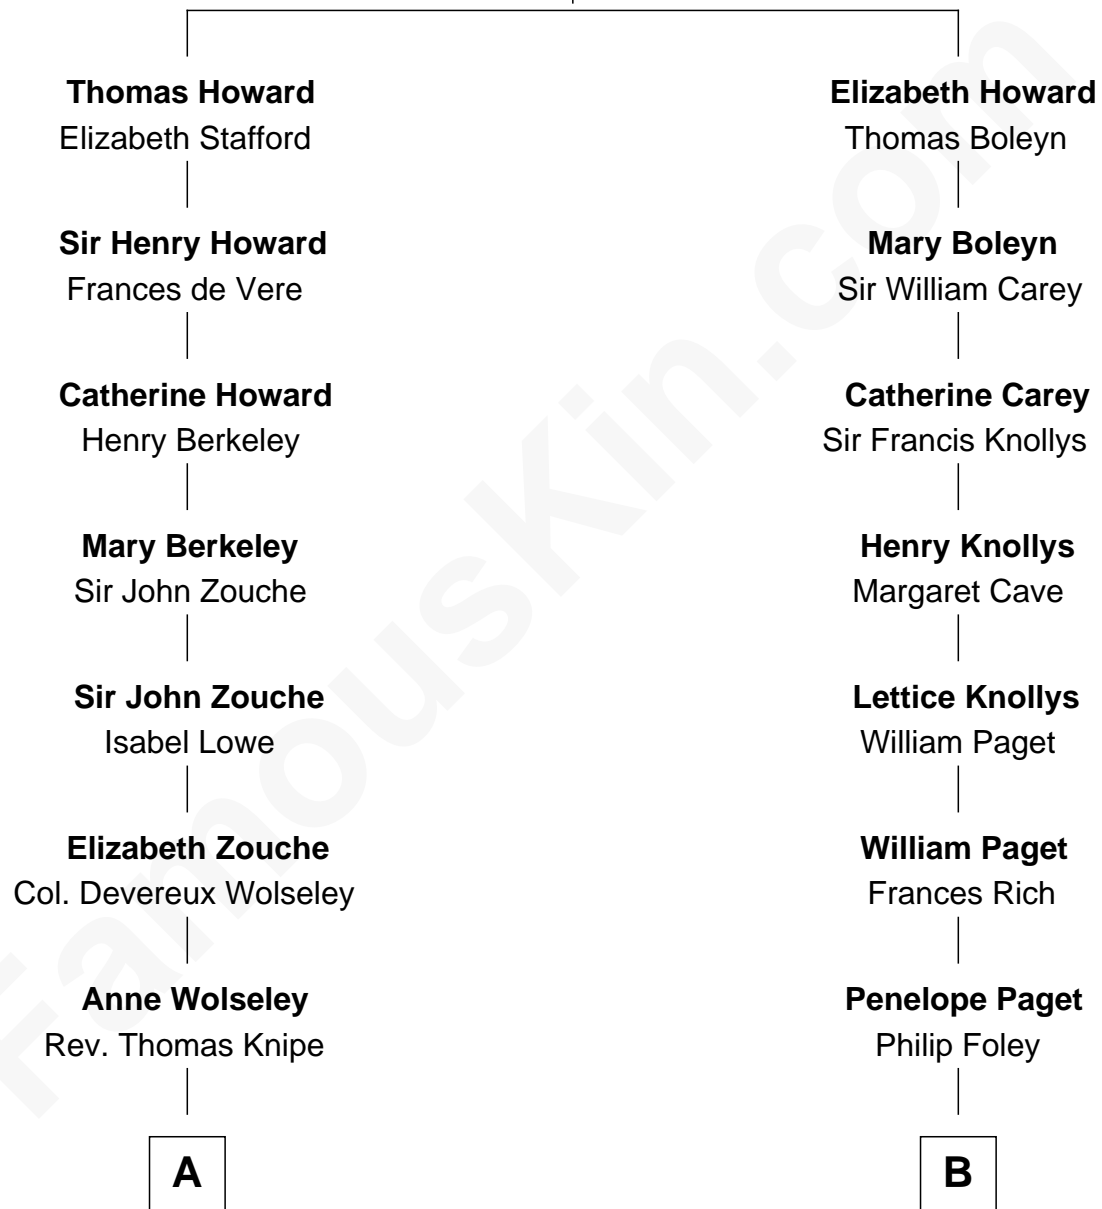 Thomas Howard
Elizabeth Stafford
Sir Henry Howard
Frances de Vere
Catherine Howard
Henry Berkeley
Mary Berkeley
Sir John Zouche
Sir John Zouche
Isabel Lowe
Elizabeth Zouche
Col. Devereux Wolseley
Anne Wolseley
Rev. Thomas Knipe
A
Elizabeth Howard
Thomas Boleyn
Mary Boleyn
Sir William Carey
Catherine Carey
Sir Francis Knollys
Henry Knollys
Margaret Cave
Lettice Knollys
William Paget
William Paget
Frances Rich
Penelope Paget
Philip Foley
B
FamousKin.com